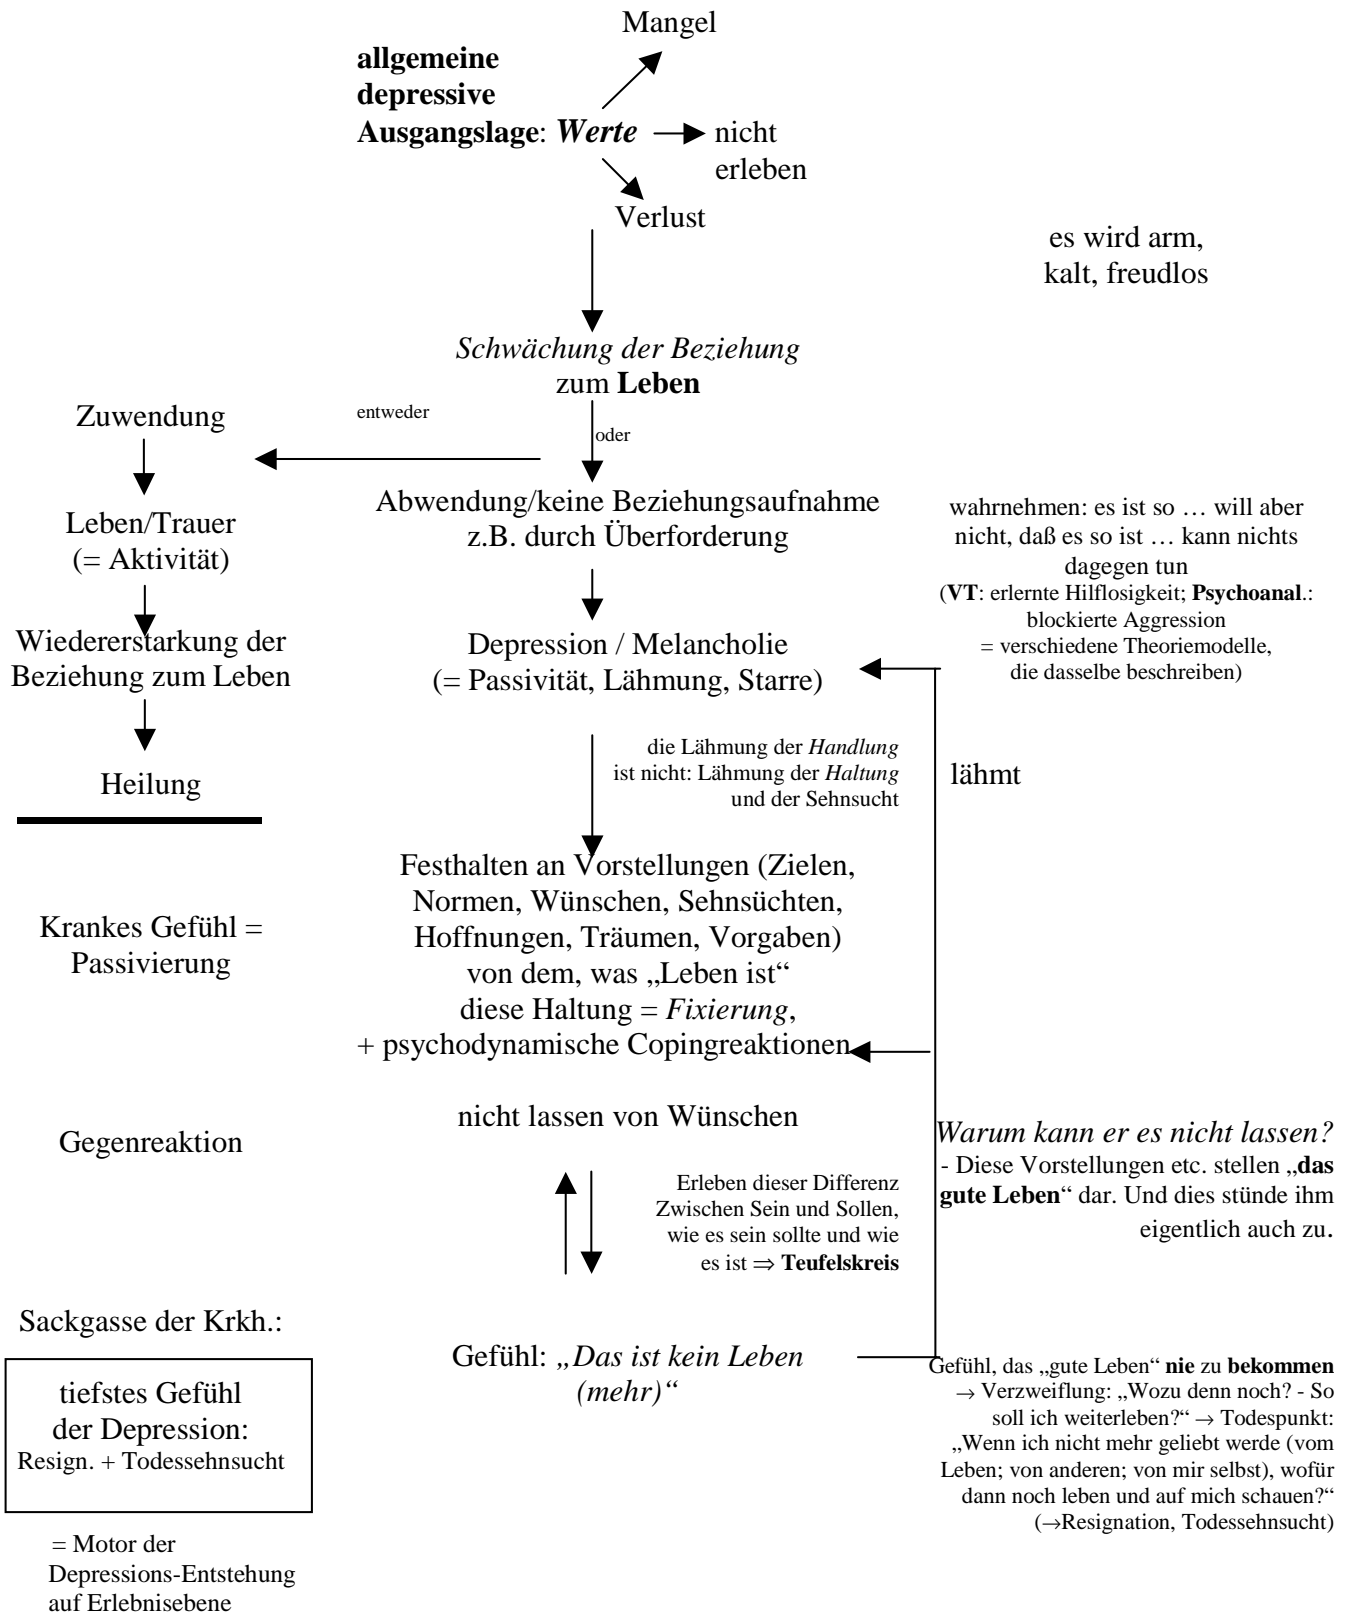 Mangel
allgemeine
depressive
Ausgangslage: Werte
nicht
erleben
Verlust
es wird arm,
kalt, freudlos
Schwächung der Beziehung
zum Leben
Zuwendung
entweder
oder
Leben/Trauer
(= Aktivität)
Abwendung/keine Beziehungsaufnahme
z.B. durch Überforderung
wahrnehmen: es ist so … will aber
nicht, daß es so ist … kann nichts
dagegen tun
(VT: erlernte Hilflosigkeit; Psychoanal.:
blockierte Aggression
= verschiedene Theoriemodelle,
die dasselbe beschreiben)
Wiedererstarkung der
Beziehung zum Leben
Depression / Melancholie
(= Passivität, Lähmung, Starre)
Heilung
die Lähmung der Handlung
ist nicht: Lähmung der Haltung
und der Sehnsucht
lähmt
Krankes Gefühl =
Passivierung
Festhalten an Vorstellungen (Zielen,
Normen, Wünschen, Sehnsüchten,
Hoffnungen, Träumen, Vorgaben)
von dem, was „Leben ist“
diese Haltung = Fixierung,
+ psychodynamische Copingreaktionen
nicht lassen von Wünschen
Gegenreaktion
Warum kann er es nicht lassen?
- Diese Vorstellungen etc. stellen „das
gute Leben“ dar. Und dies stünde ihm
eigentlich auch zu.
Erleben dieser Differenz
Zwischen Sein und Sollen,
wie es sein sollte und wie
es ist ⇒ Teufelskreis
Sackgasse der Krkh.:
tiefstes Gefühl
der Depression:
Resign. + Todessehnsucht
Gefühl: „Das ist kein Leben
(mehr)“
Gefühl, das „gute Leben“ nie zu bekommen
→ Verzweiflung: „Wozu denn noch? - So
soll ich weiterleben?“ → Todespunkt:
„Wenn ich nicht mehr geliebt werde (vom
Leben; von anderen; von mir selbst), wofür
dann noch leben und auf mich schauen?“
(→Resignation, Todessehnsucht)
= Motor der
Depressions-Entstehung
auf Erlebnisebene